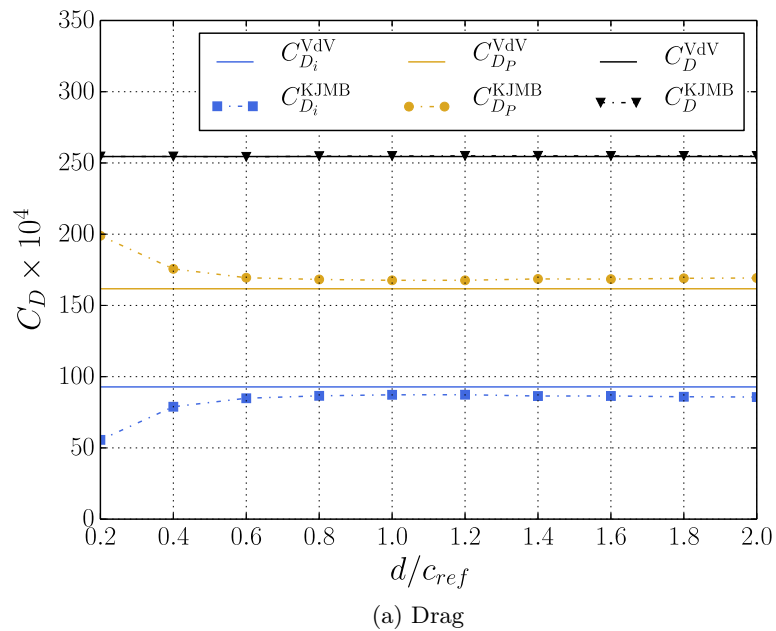 350
300
250
200
150
100
50
0
C_D × 10^4
C_{D_i}^{VdV} C_{D_P}^{VdV} C_D^{VdV}
C_{D_i}^{KJMB} C_{D_P}^{KJMB} C_D^{KJMB}
0.2 0.4 0.6 0.8 1.0 1.2 1.4 1.6 1.8 2.0
d/c_{ref}
(a) Drag